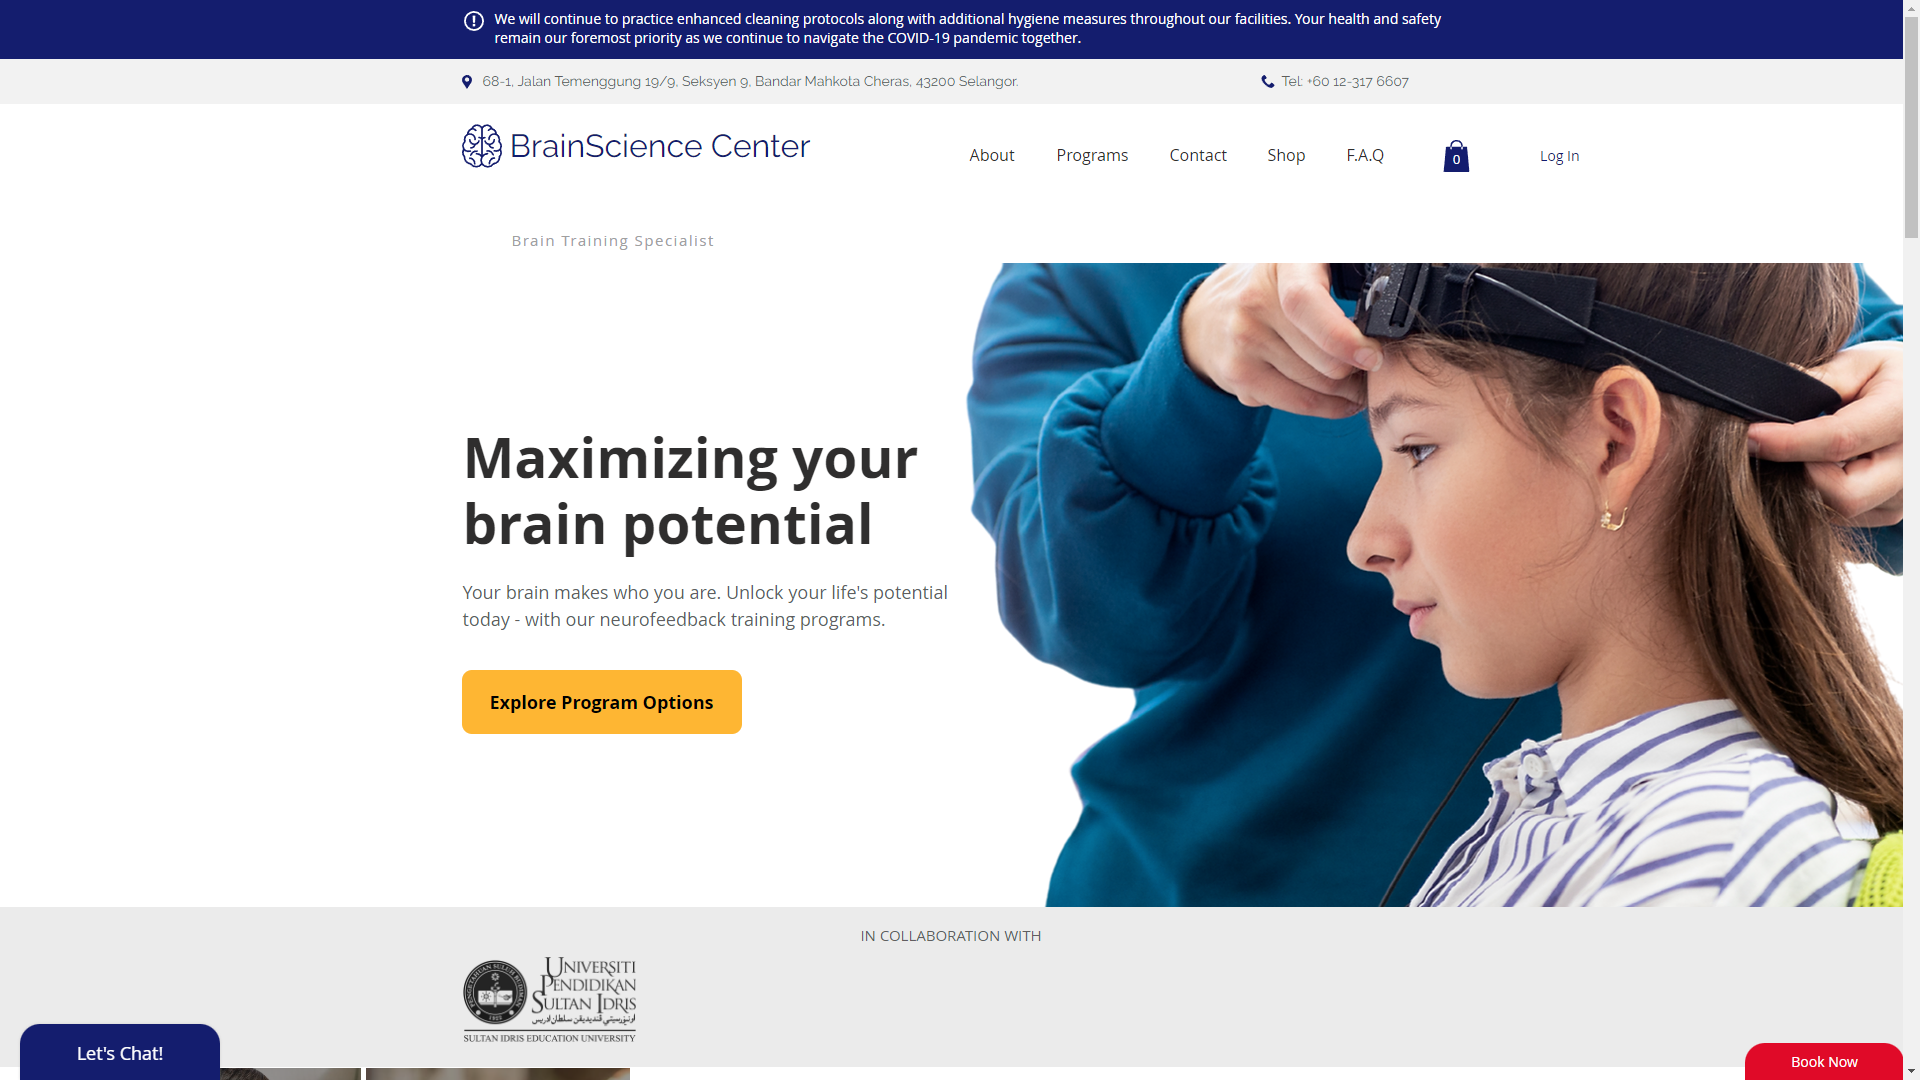 We will continue to practice enhanced cleaning protocols along with additional hygiene measures throughout our facilities. Your health and safety
remain our foremost priority as we continue to navigate the COVID-19 pandemic together.
68-1, Jalan Temenggung 19/9, Seksyen 9, Bandar Mahkota Cheras, 43200 Selangor.
Tel: +60 12-317 6607
BrainScience Center
About
Programs
Contact
Shop
F.A.Q
0
Log In
Brain Training Specialist
Maximizing your
brain potential
Your brain makes who you are. Unlock your life's potential
today - with our neurofeedback training programs.
Explore Program Options
IN COLLABORATION WITH
UNIVERSITI
PENDIDIKAN
SULTAN IDRIS
اونيۏرسيتي ڤنديديقن سلطان ادريس
SULTAN IDRIS EDUCATION UNIVERSITY
Let's Chat!
Book Now